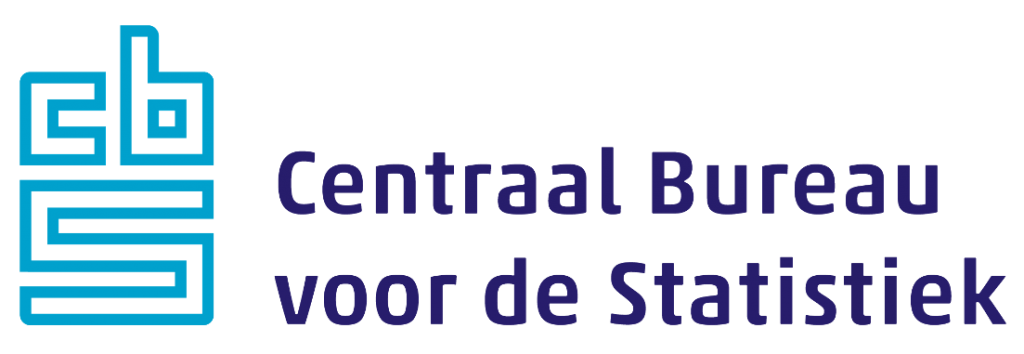 cbs
Centraal Bureau
voor de Statistiek